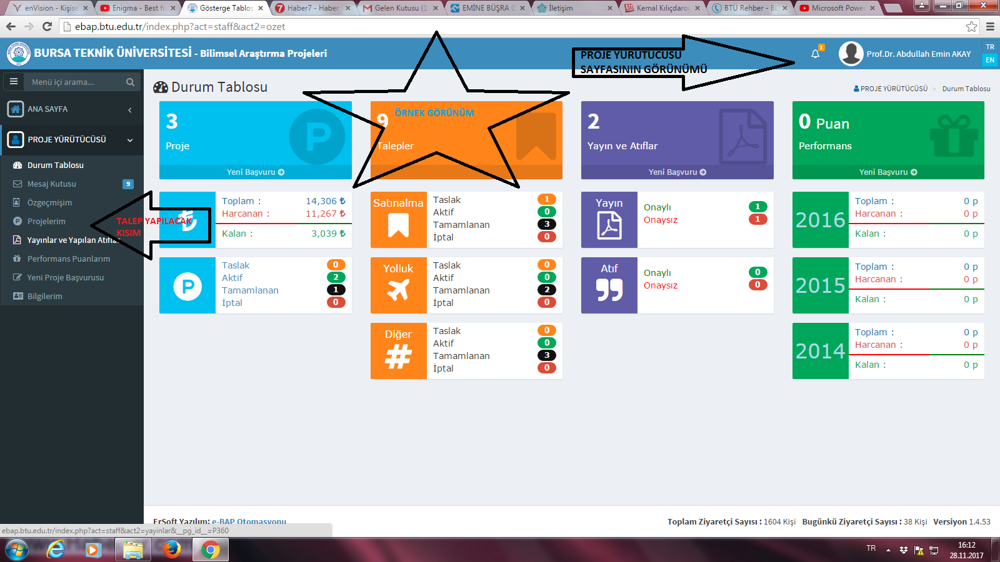 enVision - Kişise
Enigma - Best fu
Gösterge Tablos
Haber7 - Haber
Gelen Kutusu (1
EMİNE BÜŞRA G
İletişim
Kemal Kılıçdaroğ
BTÜ Rehber - Bu
Microsoft Power
ebap.btu.edu.tr/index.php?act=staff&act2=ozet
BURSA TEKNİK ÜNİVERSİTESİ - Bilimsel Araştırma Projeleri
PROJE YÜRÜTÜCÜSÜ
SAYFASININ GÖRÜNÜMÜ
1
Prof.Dr. Abdullah Emin AKAY
TR
EN
Menü içi arama...
Durum Tablosu
PROJE YÜRÜTÜCÜSÜ > Durum Tablosu
ANA SAYFA
PROJE YÜRÜTÜCÜSÜ
Durum Tablosu
Mesaj Kutusu 9
Özgeçmişim
Projelerim
Yayınlar ve Yapılan Atıflar
Performans Puanlarım
Yeni Proje Başvurusu
Bilgilerim
TALEP YAPILACAK
KISIM
3
Proje
Yeni Başvuru
ÖRNEK GÖRÜNÜM
9
Talepler
2
Yayın ve Atıflar
Yeni Başvuru
0 Puan
Performans
Yeni Başvuru
Toplam : 14,306 ₺
Harcanan : 11,267 ₺
Kalan : 3,039 ₺
Taslak 0
Aktif 2
Tamamlanan 1
İptal 0
Satınalma
Taslak 1
Aktif 0
Tamamlanan 3
İptal 0
Yolluk
Taslak 0
Aktif 0
Tamamlanan 2
İptal 0
Diğer
Taslak 0
Aktif 0
Tamamlanan 3
İptal 0
Yayın
Onaylı 1
Onaysız 1
Atıf
Onaylı 0
Onaysız 0
2016
Toplam : 0 p
Harcanan : 0 p
Kalan : 0 p
2015
Toplam : 0 p
Harcanan : 0 p
Kalan : 0 p
2014
Toplam : 0 p
Harcanan : 0 p
Kalan : 0 p
ErSoft Yazılım: e-BAP Otomasyonu
Toplam Ziyaretçi Sayısı : 1604 Kişi Bugünkü Ziyaretçi Sayısı : 38 Kişi Versiyon 1.4.53
ebap.btu.edu.tr/index.php?act=staff&act2=yayinlar&__pg_id__=P360
TR
16:12
28.11.2017